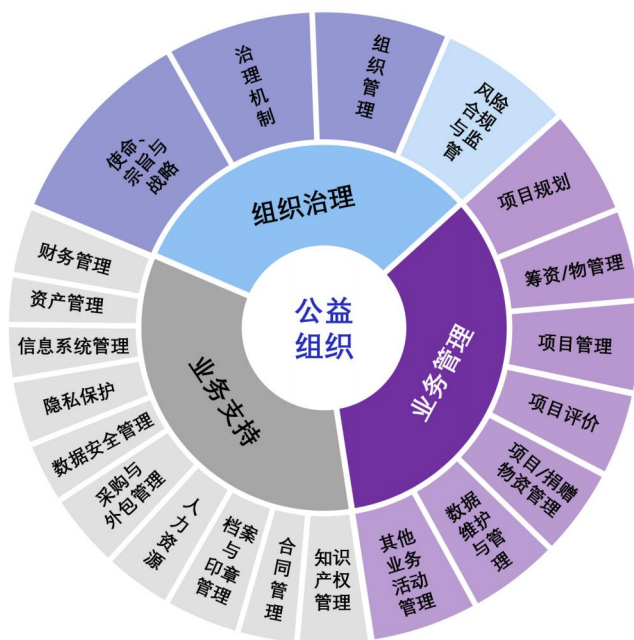 公益
组织
组织治理
使命、
宗旨与
战略
治
理
机
制
组
织
管
理
风险
合规
与监
管
业务管理
项目规划
筹资/物管理
项目管理
项目评价
项目/捐赠
物资管理
数据
维护
与管
理
其他
业务
活动
管理
业务支持
财务管理
资产管理
信息系统管理
隐私保护
数据安全管理
采购与
外包管理
人
力
资
源
档案
与
印章
管理
合
同
管
理
知识
产权
管理